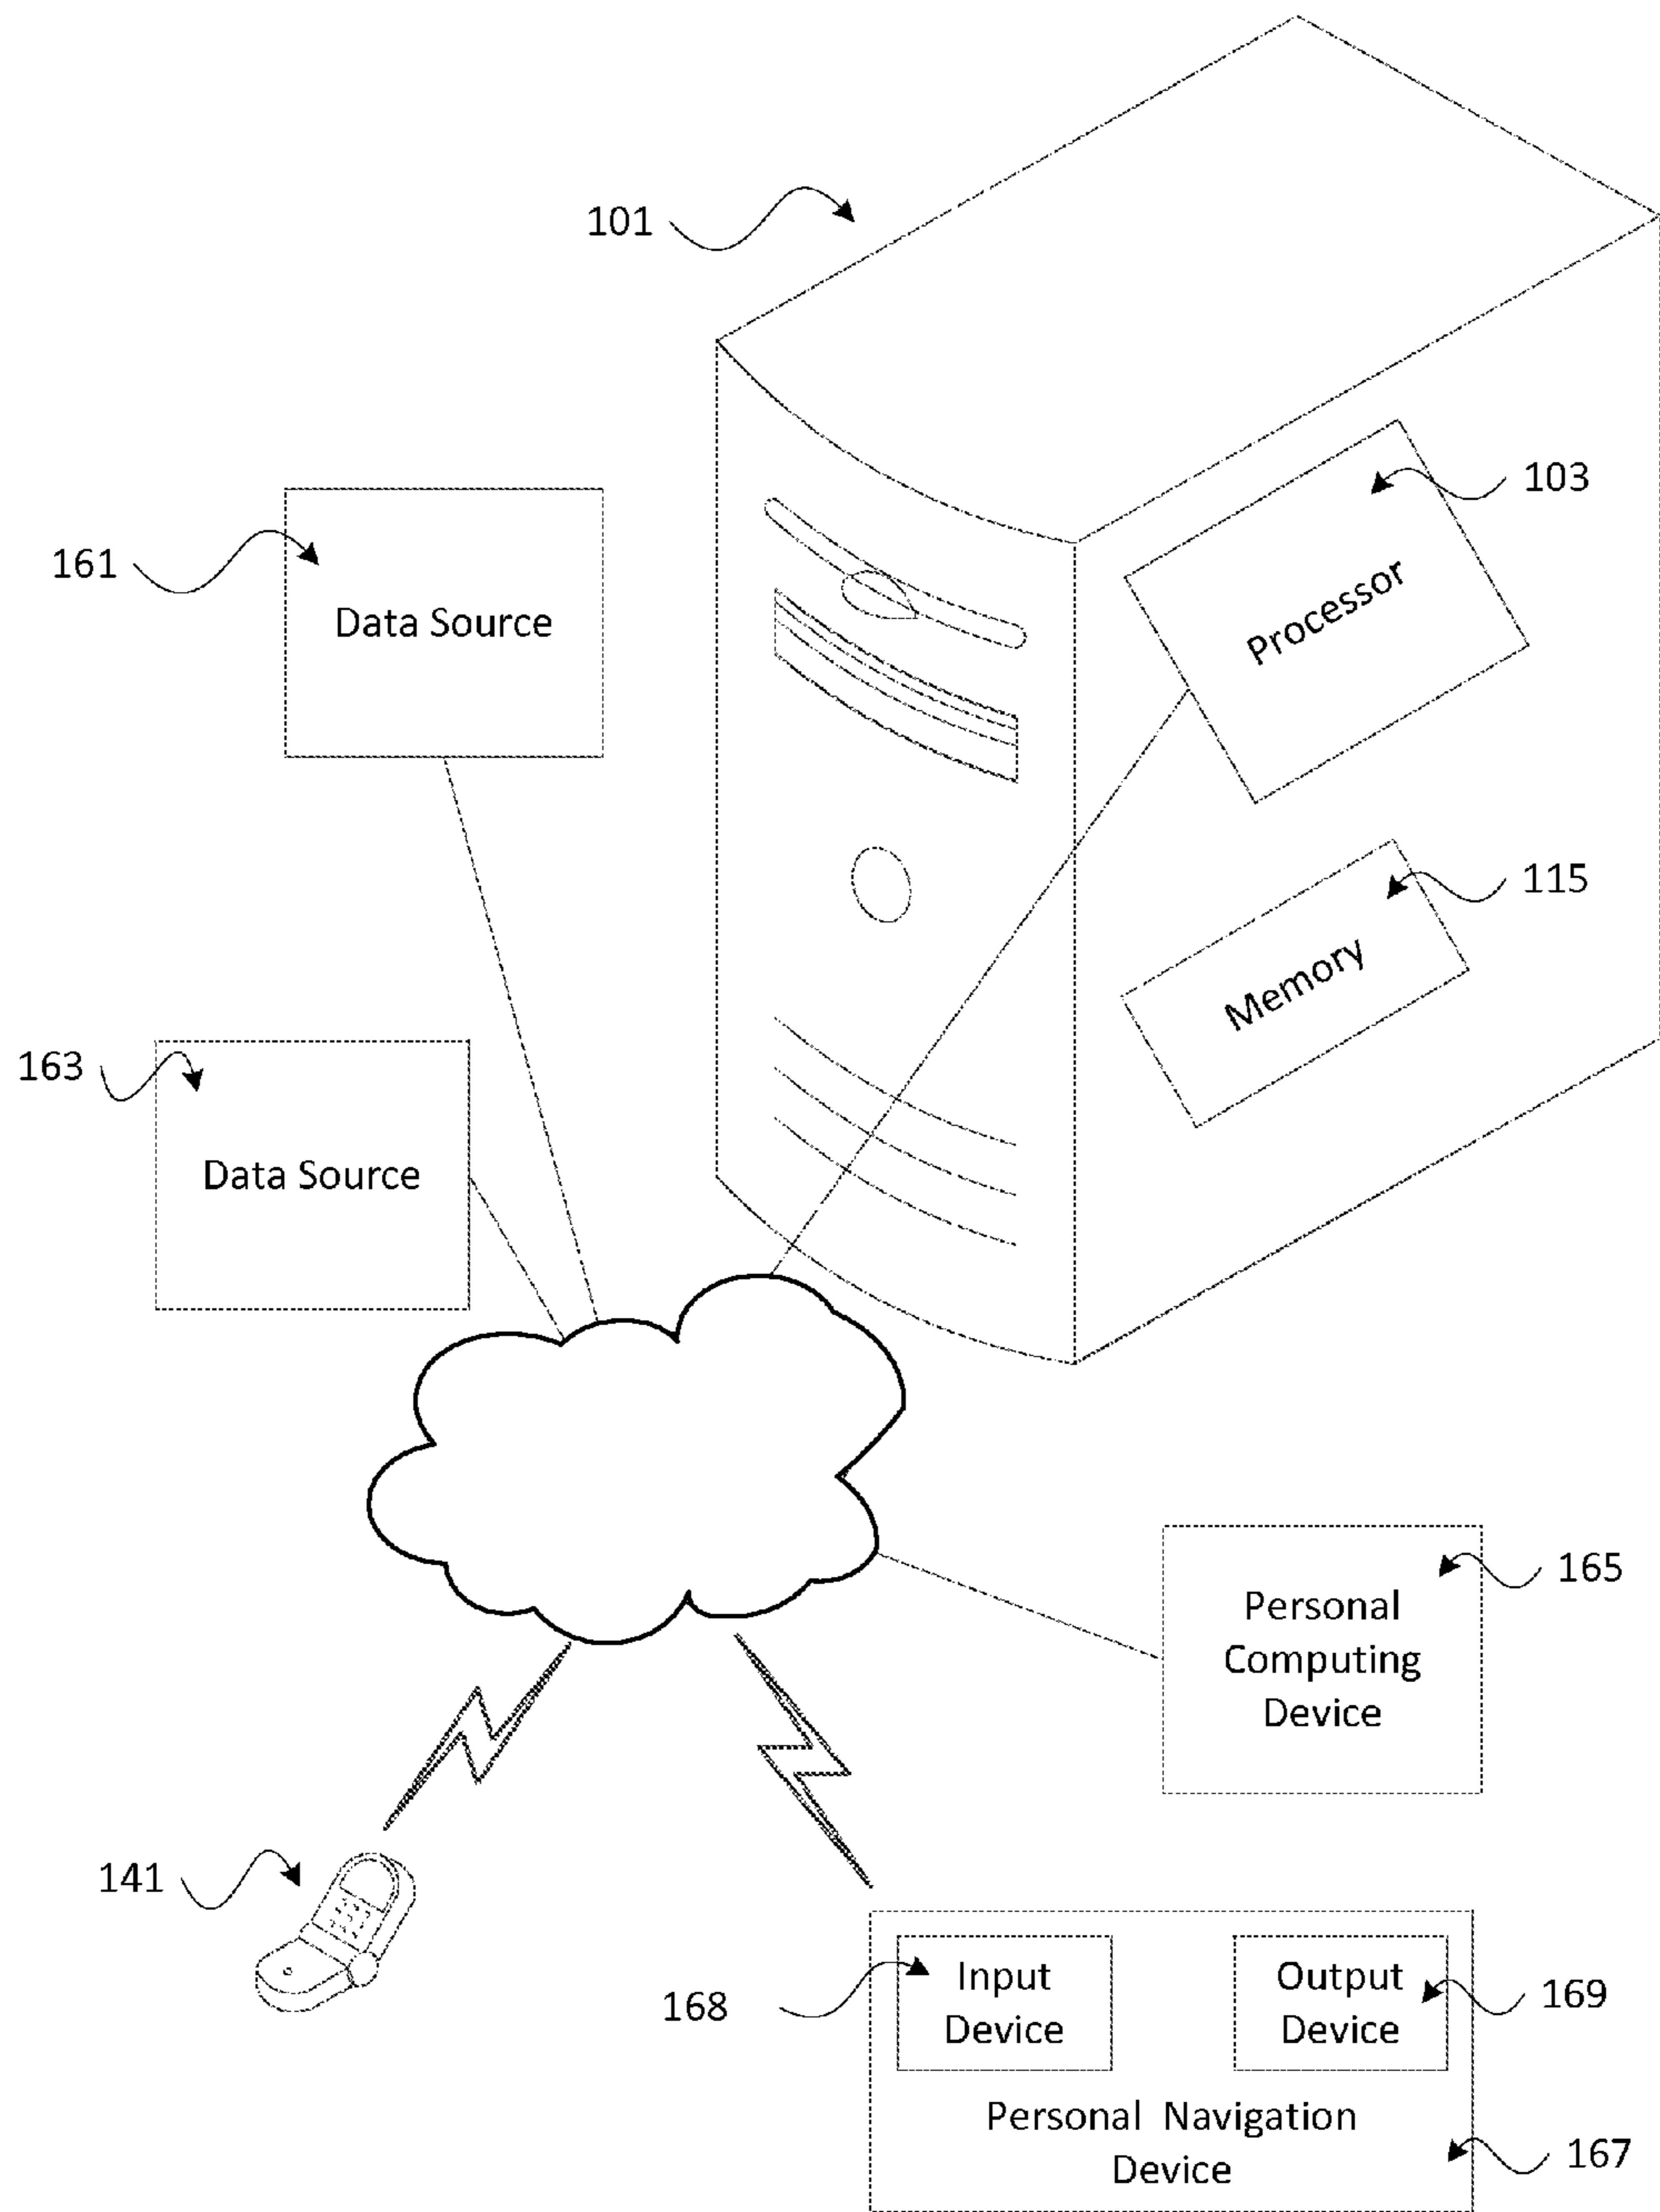 101
103
161
Data Source
Processor
115
Memory
163
Data Source
165
Personal
Computing
Device
141
168
Input
Device
Output
Device
169
Personal Navigation
Device
167